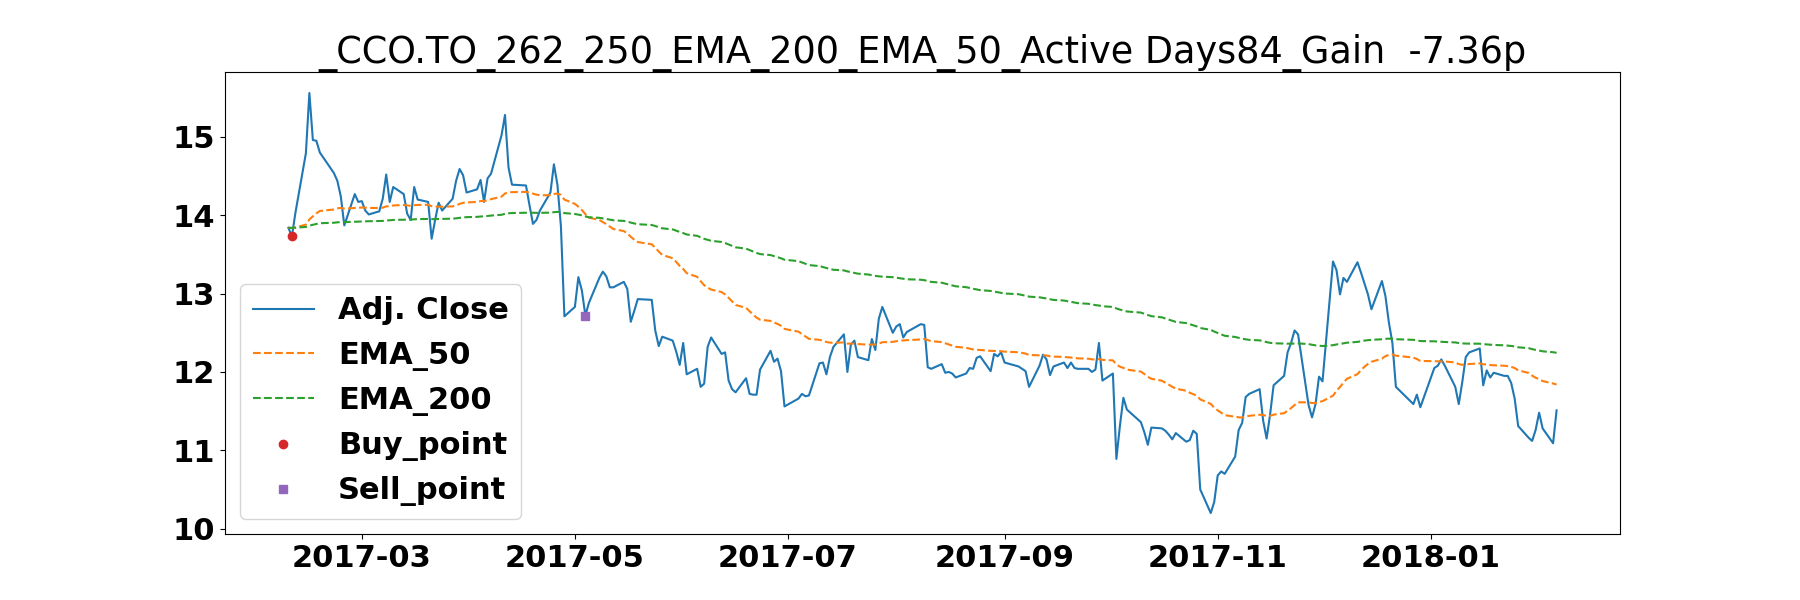 _CCO.TO_262_250_EMA_200_EMA_50_Active Days84_Gain  -7.36p
15
14
13
12
11
10
Adj. Close
EMA_50
EMA_200
Buy_point
Sell_point
2017-03 2017-05 2017-07 2017-09 2017-11 2018-01